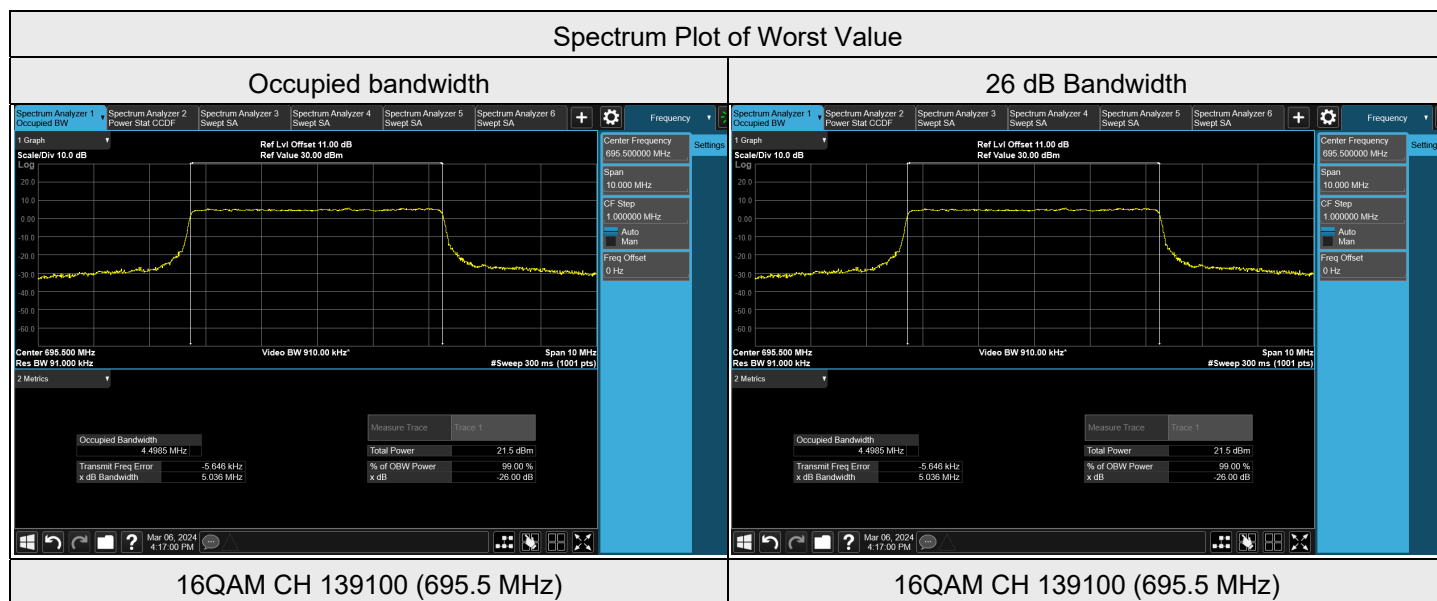 Spectrum Plot of Worst Value
Occupied bandwidth
26 dB Bandwidth
Spectrum Analyzer 1
Occupied BW
Spectrum Analyzer 2
Power Stat CCDF
Spectrum Analyzer 3
Swept SA
Spectrum Analyzer 4
Swept SA
Spectrum Analyzer 5
Swept SA
Spectrum Analyzer 6
Swept SA
+
Frequency
1 Graph
Scale/Div 10.0 dB
Ref Lvl Offset 11.00 dB
Ref Value 30.00 dBm
Log
20.0
10.0
0.00
-10.0
-20.0
-30.0
-40.0
-50.0
-60.0
Center 695.500 MHz
Res BW 91.000 kHz
Video BW 910.00 kHz*
Span 10 MHz
#Sweep 300 ms (1001 pts)
Center Frequency
695.500000 MHz
Settings
Span
10.000 MHz
CF Step
1.000000 MHz
Auto
Man
Freq Offset
0 Hz
2 Metrics
Measure Trace Trace 1
Occupied Bandwidth
4.4985 MHz
Total Power 21.5 dBm
Transmit Freq Error -5.646 kHz
% of OBW Power 99.00 %
x dB Bandwidth 5.036 MHz
x dB -26.00 dB
?
Mar 06, 2024
4:17:00 PM
Spectrum Analyzer 1
Occupied BW
Spectrum Analyzer 2
Power Stat CCDF
Spectrum Analyzer 3
Swept SA
Spectrum Analyzer 4
Swept SA
Spectrum Analyzer 5
Swept SA
Spectrum Analyzer 6
Swept SA
+
Frequency
1 Graph
Scale/Div 10.0 dB
Ref Lvl Offset 11.00 dB
Ref Value 30.00 dBm
Log
20.0
10.0
0.00
-10.0
-20.0
-30.0
-40.0
-50.0
-60.0
Center 695.500 MHz
Res BW 91.000 kHz
Video BW 910.00 kHz*
Span 10 MHz
#Sweep 300 ms (1001 pts)
Center Frequency
695.500000 MHz
Setting
Span
10.000 MHz
CF Step
1.000000 MHz
Auto
Man
Freq Offset
0 Hz
2 Metrics
Measure Trace Trace 1
Occupied Bandwidth
4.4985 MHz
Total Power 21.5 dBm
Transmit Freq Error -5.646 kHz
% of OBW Power 99.00 %
x dB Bandwidth 5.036 MHz
x dB -26.00 dB
?
Mar 06, 2024
4:17:00 PM
16QAM CH 139100 (695.5 MHz)
16QAM CH 139100 (695.5 MHz)